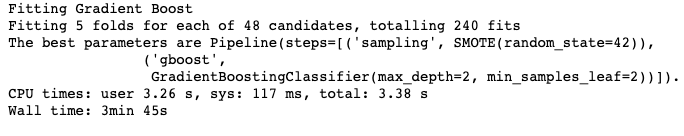 Fitting Gradient Boost
Fitting 5 folds for each of 48 candidates, totalling 240 fits
The best parameters are Pipeline(steps=[('sampling', SMOTE(random_state=42)),
                ('gboost',
                 GradientBoostingClassifier(max_depth=2, min_samples_leaf=2))]).
CPU times: user 3.26 s, sys: 117 ms, total: 3.38 s
Wall time: 3min 45s